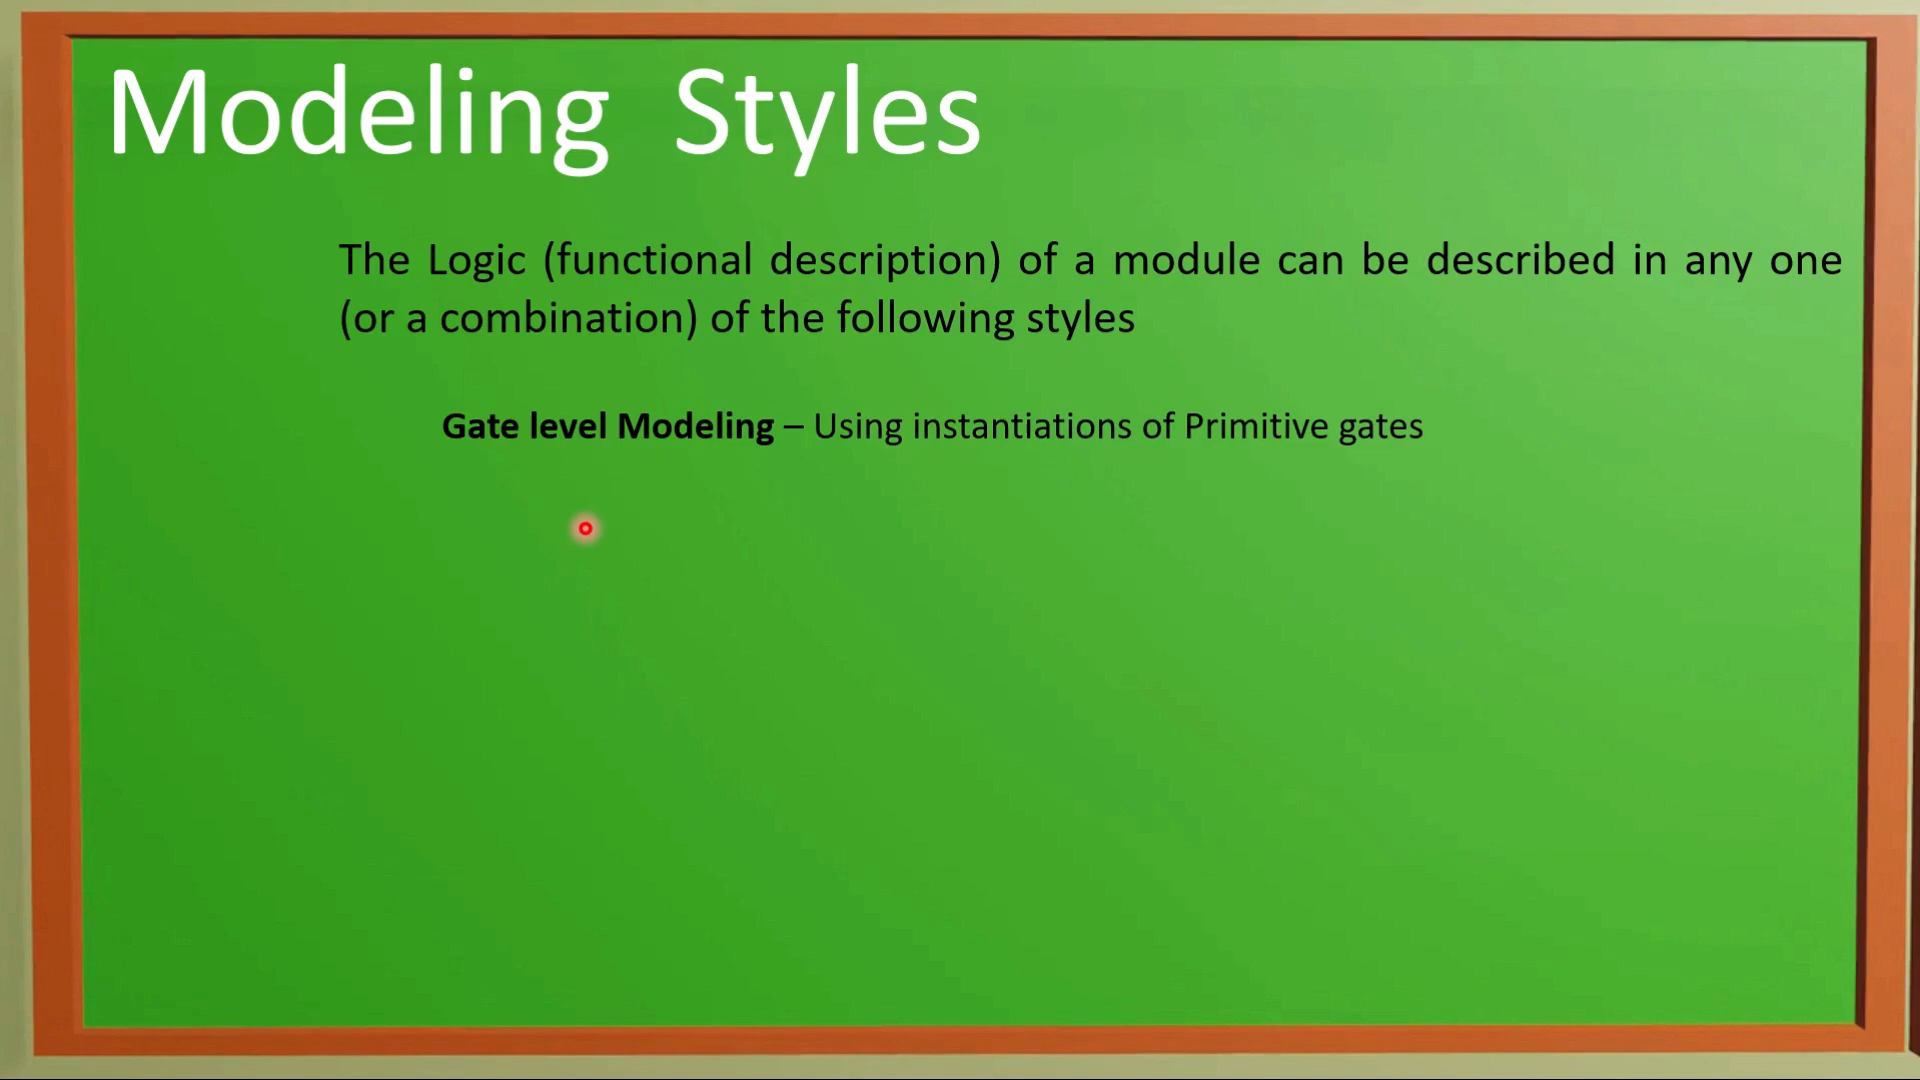 Modeling Styles
The Logic (functional description) of a module can be described in any one
(or a combination) of the following styles
Gate level Modeling – Using instantiations of Primitive gates